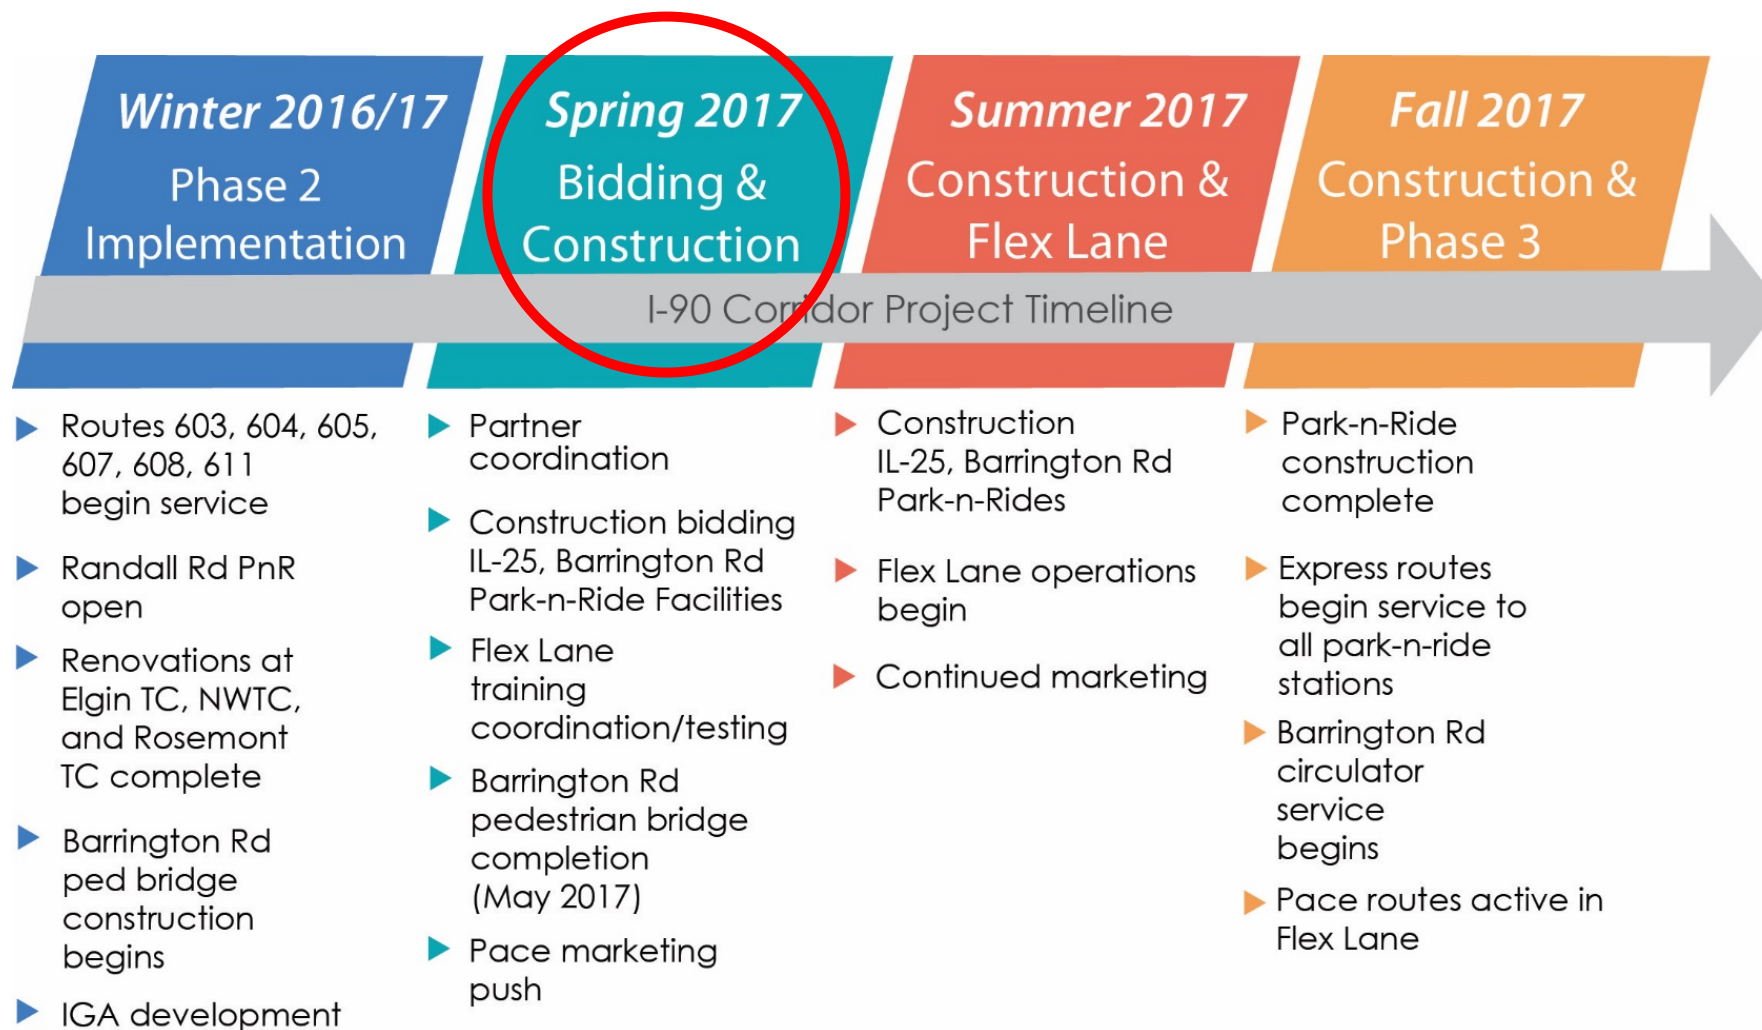 Winter 2016/17
Phase 2
Implementation
Spring 2017
Bidding &
Construction
Summer 2017
Construction &
Flex Lane
Fall 2017
Construction &
Phase 3
I-90 Corridor Project Timeline
Routes 603, 604, 605,
607, 608, 611
begin service
Randall Rd PnR
open
Renovations at
Elgin TC, NWTC,
and Rosemont
TC complete
Barrington Rd
ped bridge
construction
begins
IGA development
Partner
coordination
Construction bidding
IL-25, Barrington Rd
Park-n-Ride Facilities
Flex Lane
training
coordination/testing
Barrington Rd
pedestrian bridge
completion
(May 2017)
Pace marketing
push
Construction
IL-25, Barrington Rd
Park-n-Rides
Flex Lane operations
begin
Continued marketing
Park-n-Ride
construction
complete
Express routes
begin service to
all park-n-ride
stations
Barrington Rd
circulator
service
begins
Pace routes active in
Flex Lane